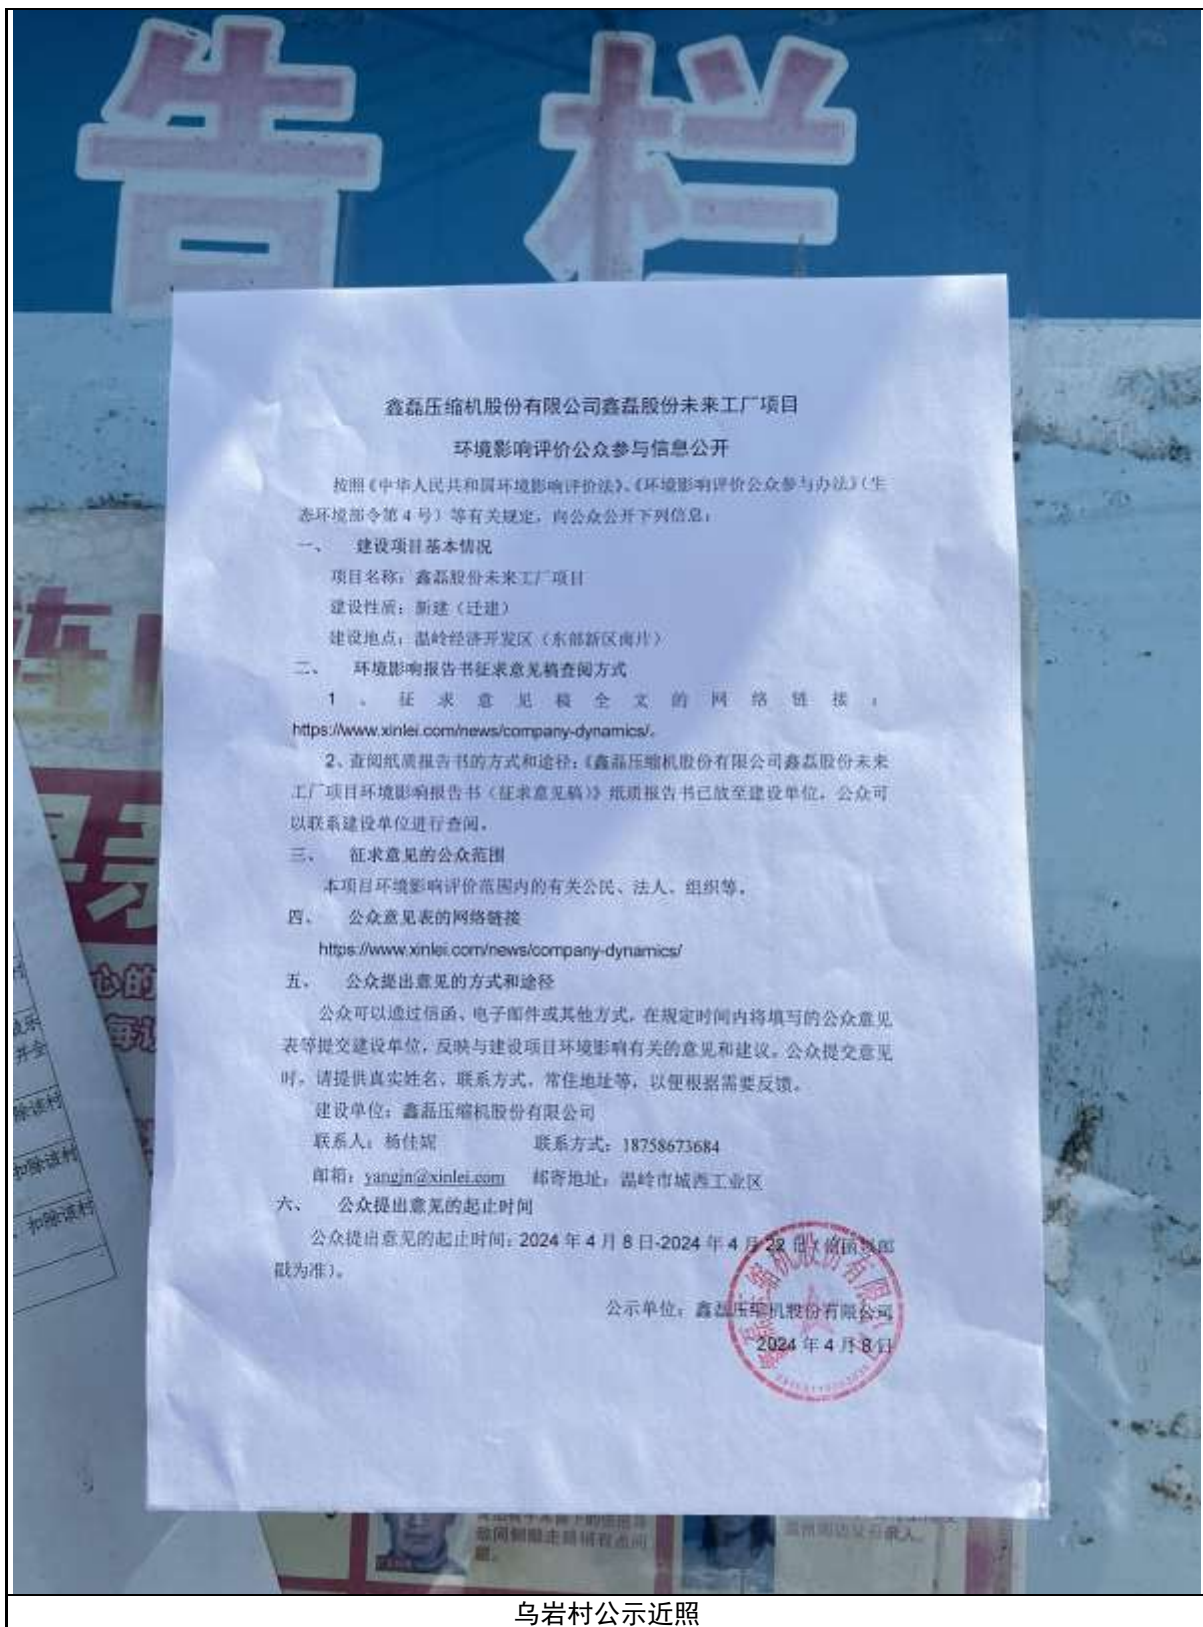 告栏
鑫磊压缩机股份有限公司鑫磊股份未来工厂项目
环境影响评价公众参与信息公开
按照《中华人民共和国环境影响评价法》、《环境影响评价公众参与办法》（生
态环境部令第 4 号）等有关规定，向公众公开下列信息：
一、 建设项目基本情况
项目名称：鑫磊股份未来工厂项目
建设性质：新建（迁建）
建设地点：温岭经济开发区（东部新区南片）
二、 环境影响报告书征求意见稿查阅方式
1 、 征 求 意 见 稿 全 文 的 网 络 链 接 ：
https://www.xinlei.com/news/company-dynamics/。
2、查阅纸质报告书的方式和途径：《鑫磊压缩机股份有限公司鑫磊股份未来
工厂项目环境影响报告书（征求意见稿）》纸质报告书已放至建设单位，公众可
以联系建设单位进行查阅。
三、 征求意见的公众范围
本项目环境影响评价范围内的有关公民、法人、组织等。
四、 公众意见表的网络链接
https://www.xinlei.com/news/company-dynamics/
五、 公众提出意见的方式和途径
公众可以通过信函、电子邮件或其他方式，在规定时间内将填写的公众意见
表等提交建设单位，反映与建设项目环境影响有关的意见和建议。公众提交意见
时，请提供真实姓名、联系方式、常住地址等，以便根据需要反馈。
建设单位：鑫磊压缩机股份有限公司
联系人：杨佳妮 联系方式：18758673684
邮箱：yangjn@xinlei.com 邮寄地址：温岭市城西工业区
六、 公众提出意见的起止时间
公众提出意见的起止时间：2024 年 4 月 8 日-2024 年 4 月 22 日（信函以邮
戳为准）。
公示单位：鑫磊压缩机股份有限公司
2024 年 4 月 8 日
心的
除该村
扣除该村
扣除该村
乌岩村公示近照